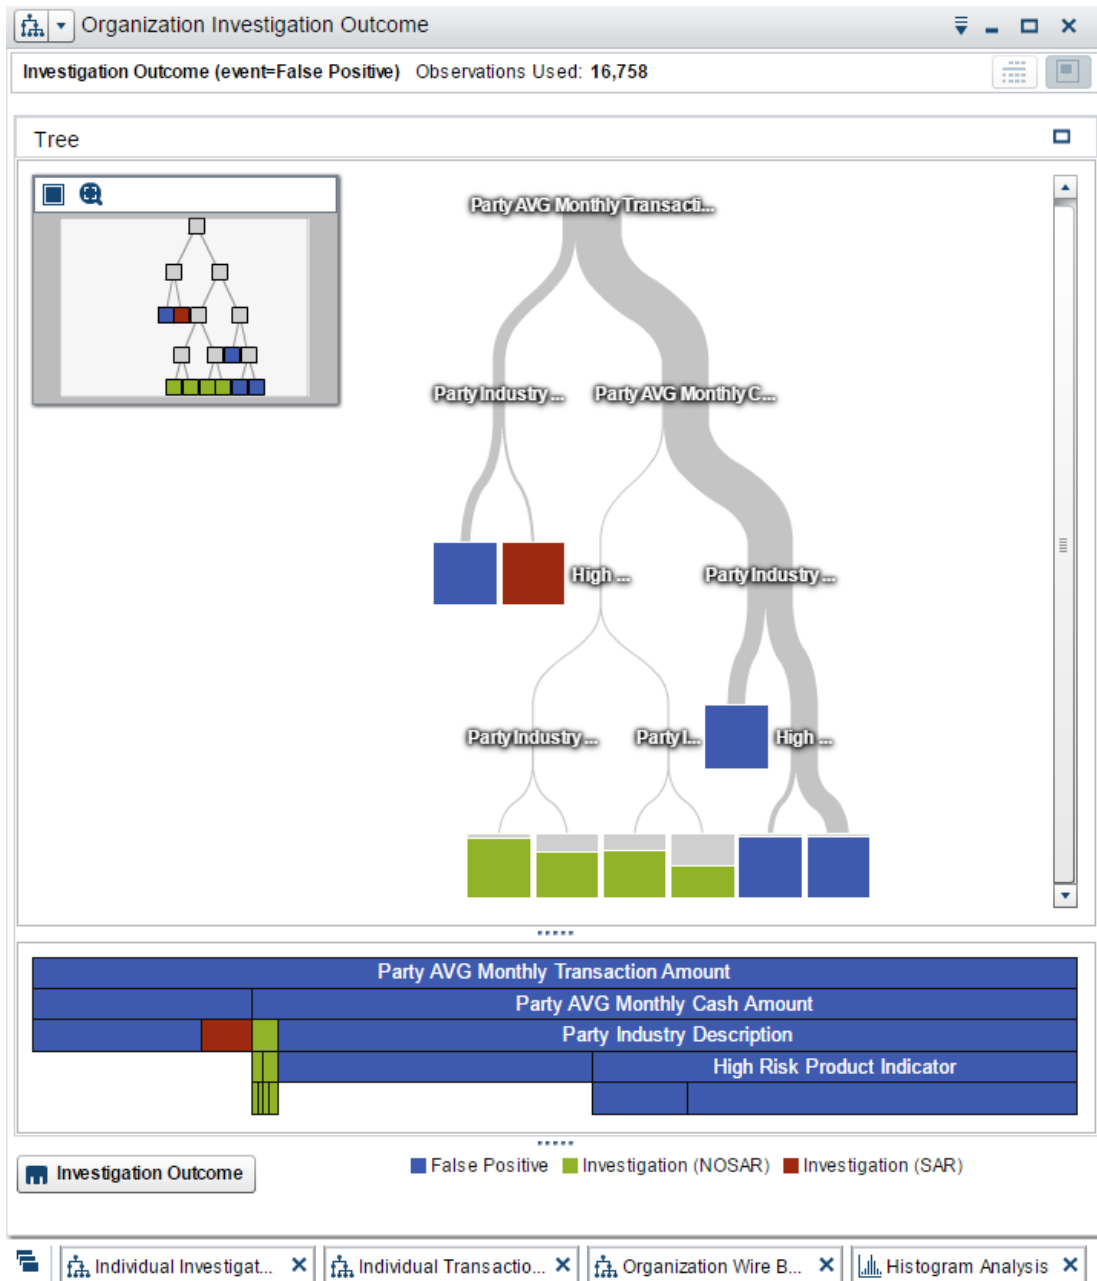 Organization Investigation Outcome
Investigation Outcome (event=False Positive) Observations Used: 16,758
Tree
Party AVG Monthly Transacti...
Party Industry ... Party AVG Monthly C...
High ... Party Industry ...
Party Industry ... Party I... High ...
Party AVG Monthly Transaction Amount
Party AVG Monthly Cash Amount
Party Industry Description
High Risk Product Indicator
Investigation Outcome False Positive Investigation (NOSAR) Investigation (SAR)
Individual Investigat... Individual Transactio... Organization Wire B... Histogram Analysis